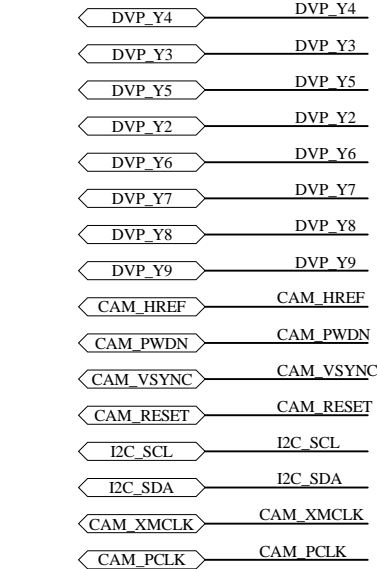 DVP_Y4 DVP_Y4
DVP_Y3 DVP_Y3
DVP_Y5 DVP_Y5
DVP_Y2 DVP_Y2
DVP_Y6 DVP_Y6
DVP_Y7 DVP_Y7
DVP_Y8 DVP_Y8
DVP_Y9 DVP_Y9
CAM_HREF CAM_HREF
CAM_PWDN CAM_PWDN
CAM_VSYNC CAM_VSYNC
CAM_RESET CAM_RESET
I2C_SCL I2C_SCL
I2C_SDA I2C_SDA
CAM_XMCLK CAM_XMCLK
CAM_PCLK CAM_PCLK